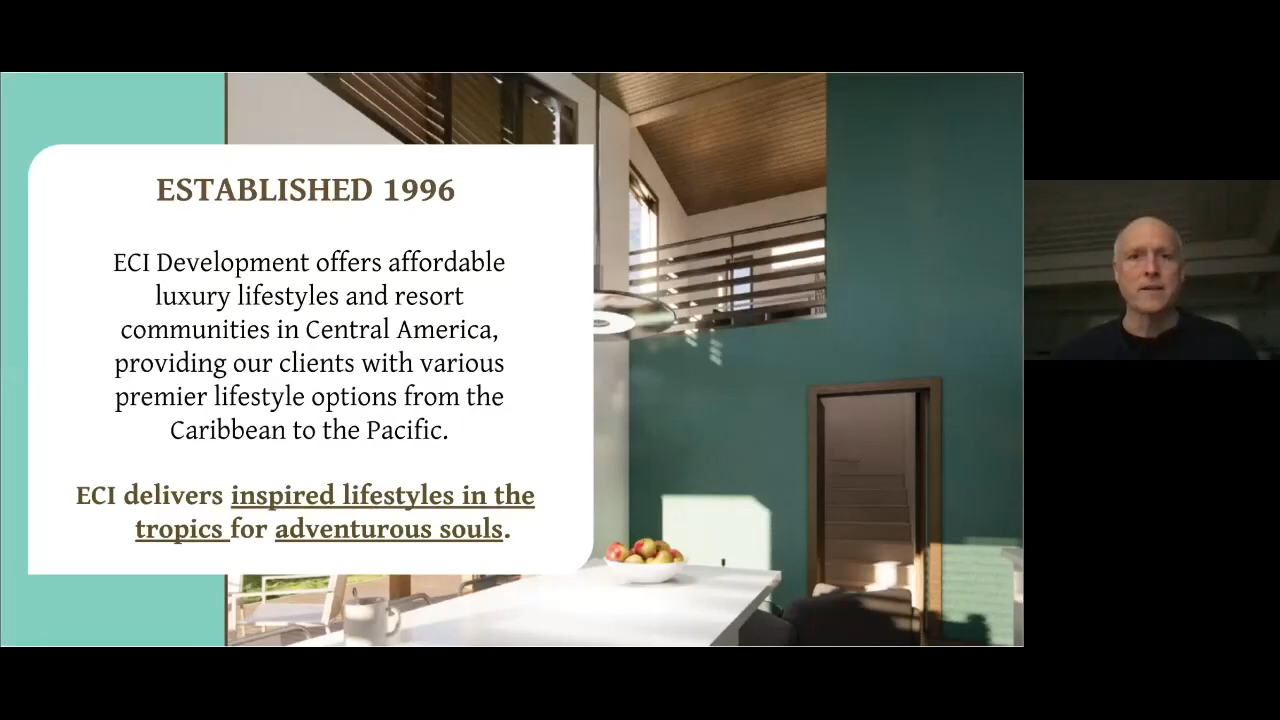 ESTABLISHED 1996
ECI Development offers affordable
luxury lifestyles and resort
communities in Central America,
providing our clients with various
premier lifestyle options from the
Caribbean to the Pacific.
ECI delivers inspired lifestyles in the
tropics for adventurous souls.